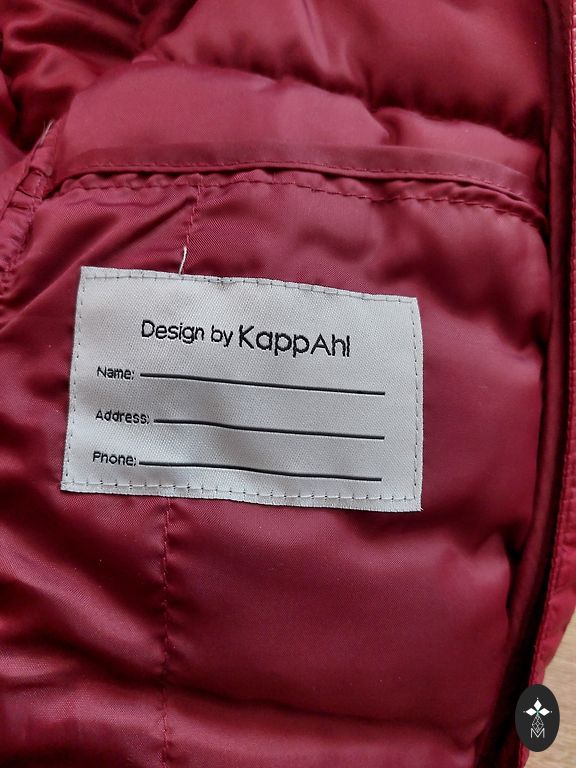 Design by KappAhl
Name:
Address:
Phone:
M